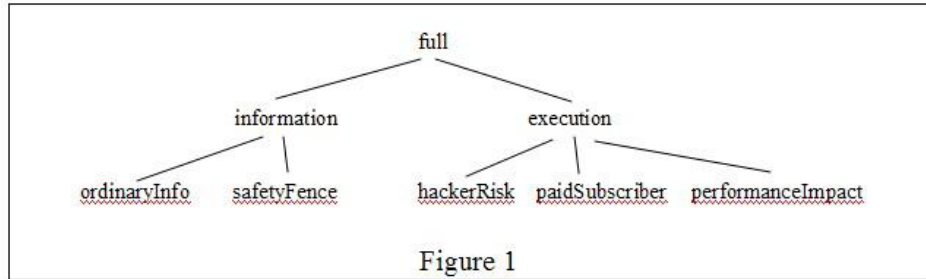 full
information execution
ordinaryInfo safetyFence hackerRisk paidSubscriber performanceImpact
Figure 1